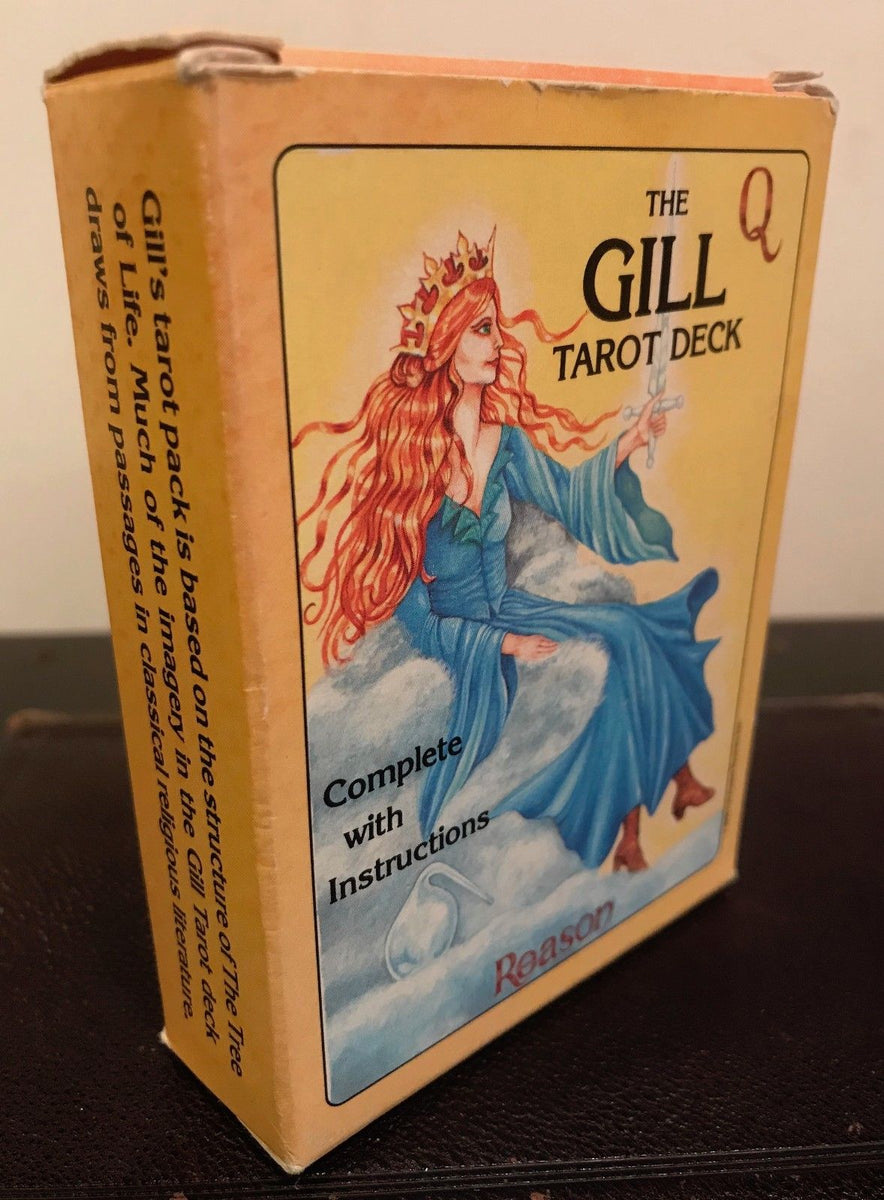 Gill's tarot pack is based on the structure of The Tree
of Life. Much of the imagery in the Gill Tarot deck
draws from passages in classical religious literature.
THE
GILL
TAROT DECK
Q
Complete
with
Instructions
Reason